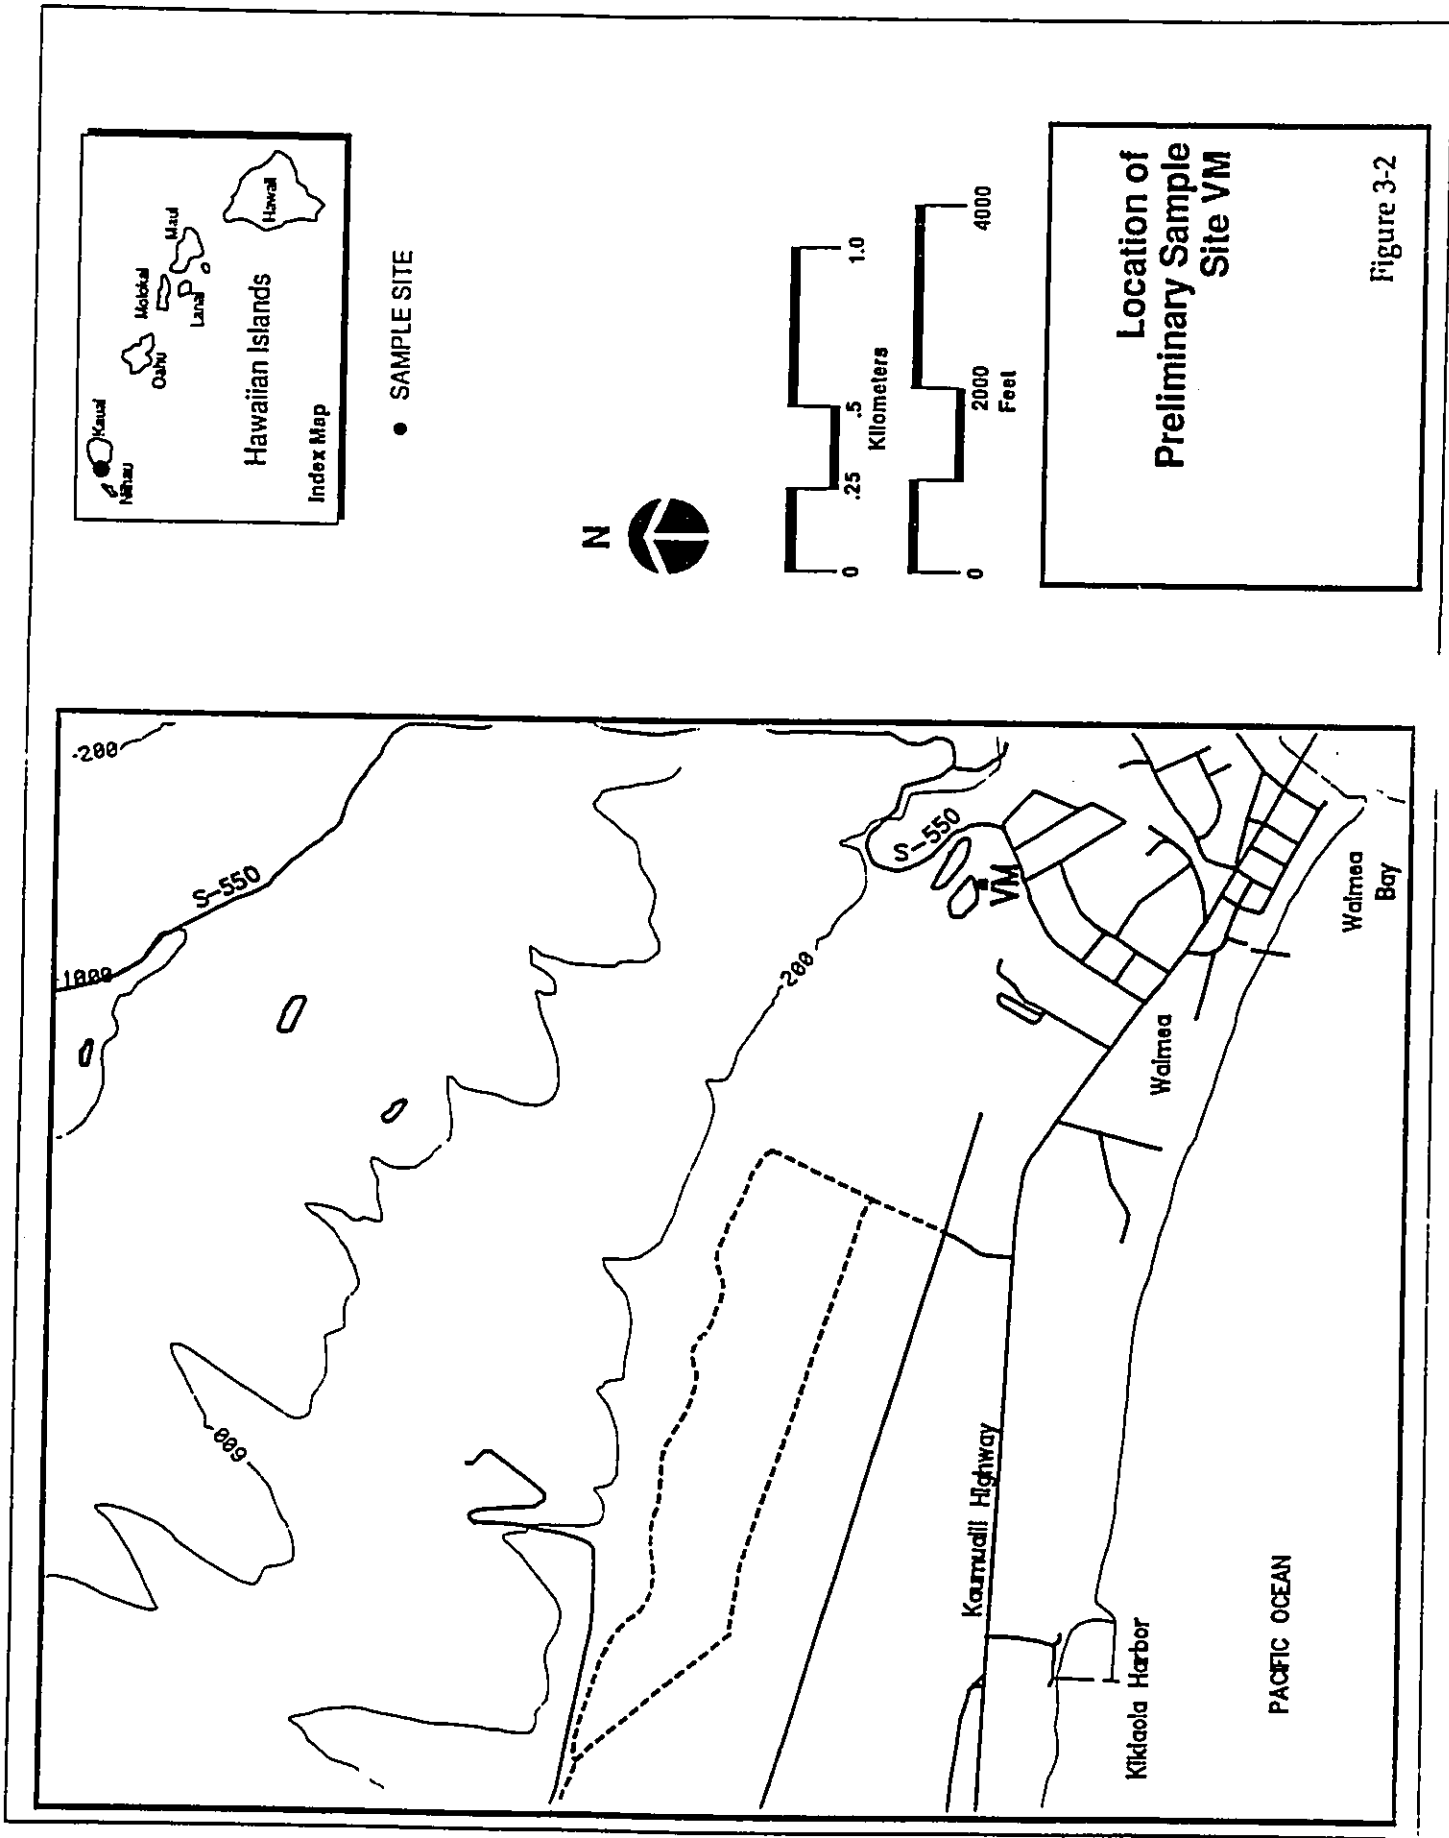 -200
S-550
1000
600
200
S-550
VM
Waimea
Waimea
Bay
Kaumualii Highway
Kikiaola Harbor
PACIFIC OCEAN
Niihau
Kauai
Oahu
Molokai
Lanai
Maui
Hawaii
Hawaiian Islands
Index Map
● SAMPLE SITE
N
0 .25 .5 1.0
Kilometers
0 2000 4000
Feet
Location of
Preliminary Sample
Site VM
Figure 3-2